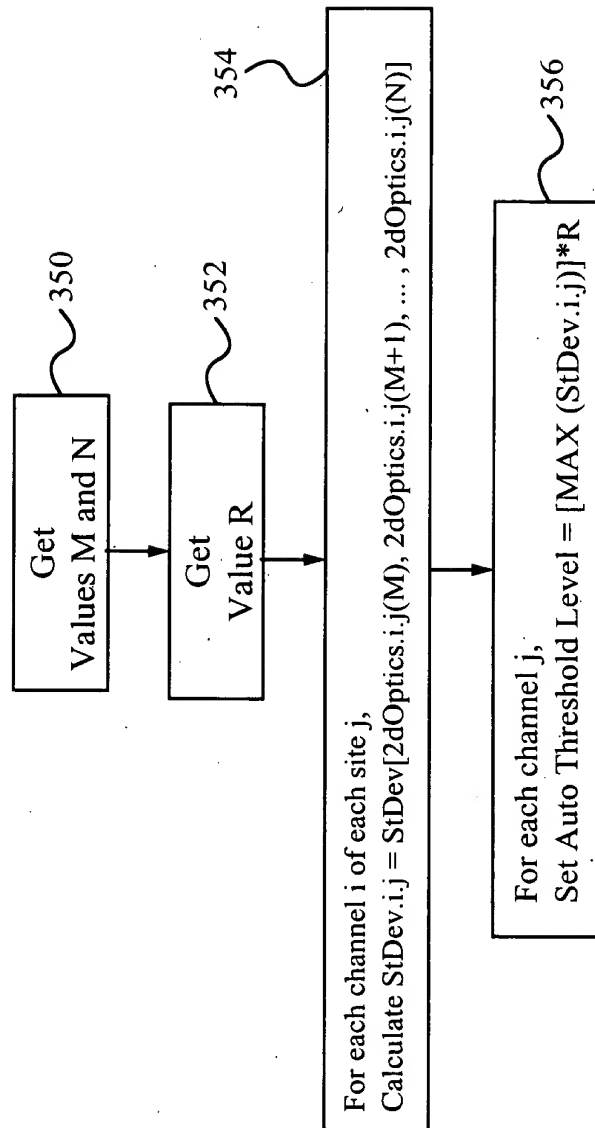 Get
Values M and N
350
Get
Value R
352
354
For each channel i of each site j,
Calculate StDev.i.j = StDev[2dOptics.i.j(M), 2dOptics.i.j(M+1), ... , 2dOptics.i.j(N)]
356
For each channel j,
Set Auto Threshold Level = [MAX (StDev.i.j)]*R